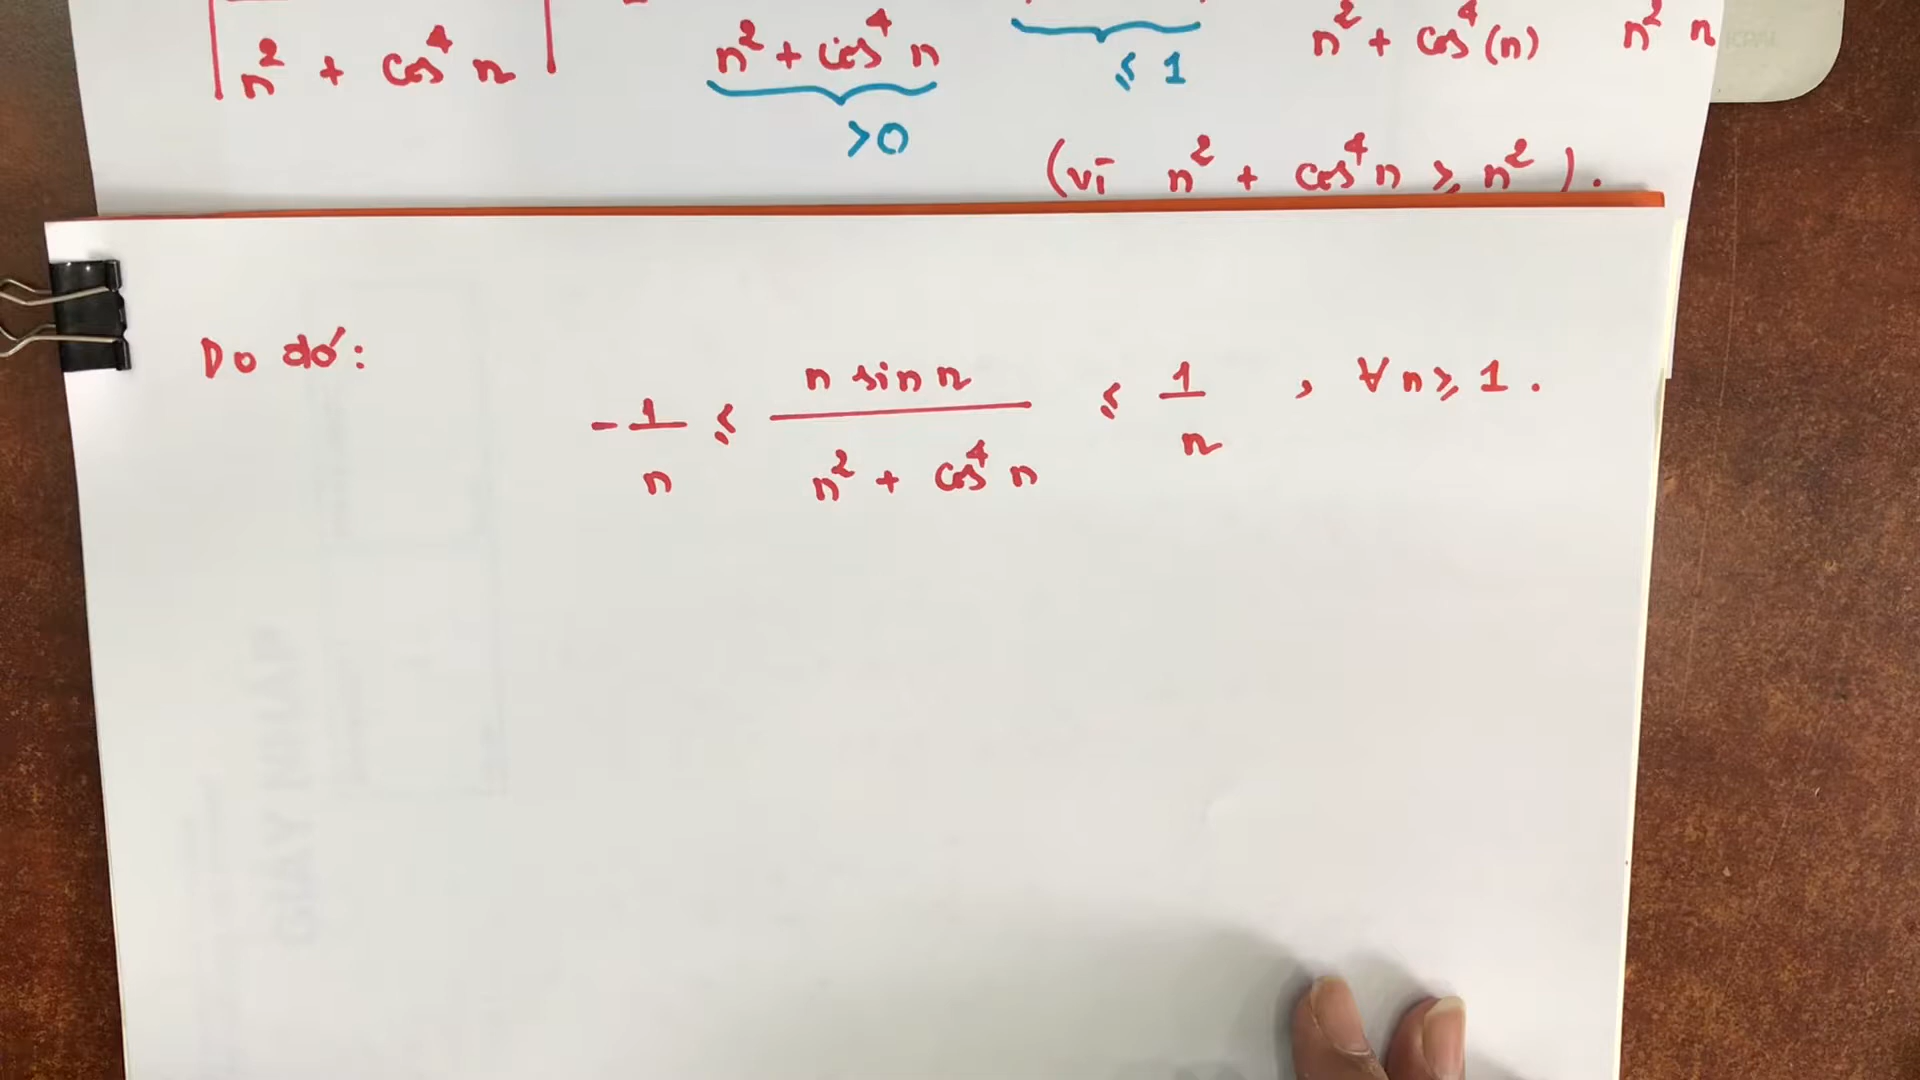 n² + cos⁴ n    n² + cos⁴ n    ≤ 1    n² + cos⁴(n)    n²    n
>0
(vì n² + cos⁴n ≥ n²).
Do đó:
-1/n ≤ n sin n / n² + cos⁴ n ≤ 1/n , ∀n ≥ 1.